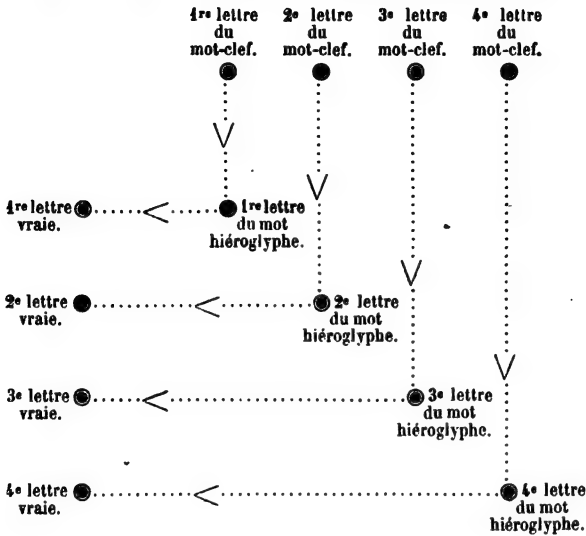 1re lettre
du
mot-clef.
2e lettre
du
mot-clef.
3e lettre
du
mot-clef.
4e lettre
du
mot-clef.
1re lettre
vraie.
1re lettre
du mot
hiéroglyphe.
2e lettre
vraie.
2e lettre
du mot
hiéroglyphe.
3e lettre
vraie.
3e lettre
du mot
hiéroglyphe.
4e lettre
vraie.
4e lettre
du mot
hiéroglyphe.